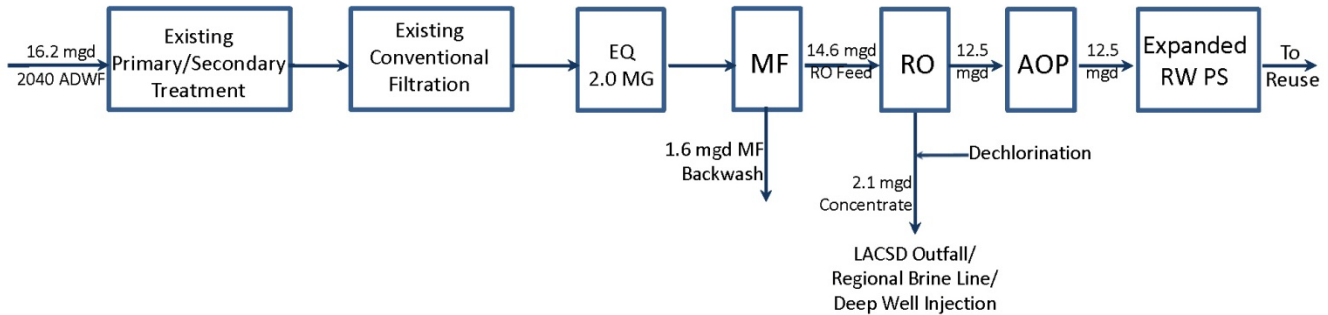 16.2 mgd
2040 ADWF
Existing
Primary/Secondary
Treatment
Existing
Conventional
Filtration
EQ
2.0 MG
MF
14.6 mgd
RO Feed
RO
12.5
mgd
AOP
12.5
mgd
Expanded
RW PS
To
Reuse
1.6 mgd MF
Backwash
Dechlorination
2.1 mgd
Concentrate
LACSD Outfall/
Regional Brine Line/
Deep Well Injection